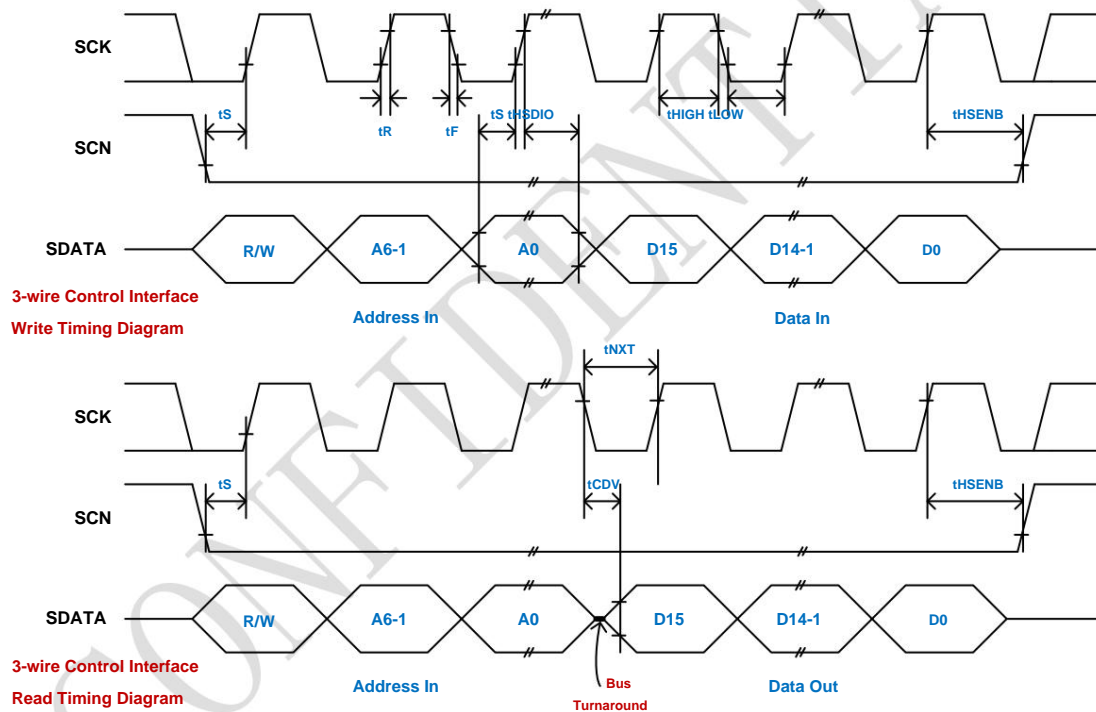 SCK
tS
tR
tF
tS tHSDIO
tHIGH tLOW
tHSENB
SCN
SDATA
R/W
A6-1
A0
D15
D14-1
D0
3-wire Control Interface
Write Timing Diagram
Address In
Data In
tNXT
SCK
tS
tCDV
tHSENB
SCN
SDATA
R/W
A6-1
A0
D15
D14-1
D0
3-wire Control Interface
Read Timing Diagram
Address In
Bus
Turnaround
Data Out